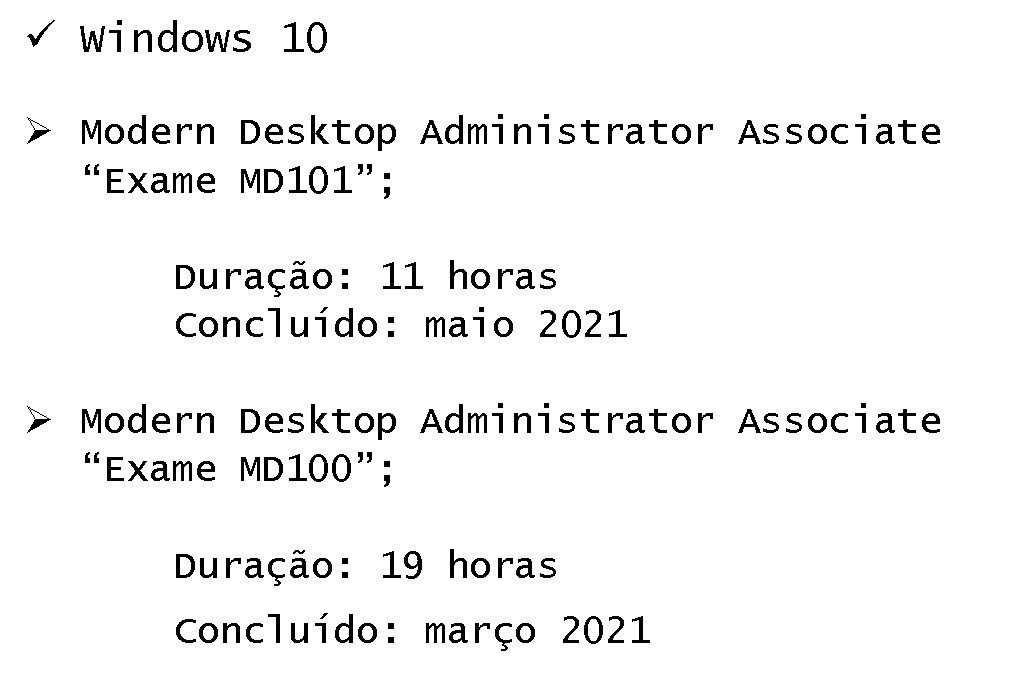 ✓ Windows 10
➢ Modern Desktop Administrator Associate
“Exame MD101”;
Duração: 11 horas
Concluído: maio 2021
➢ Modern Desktop Administrator Associate
“Exame MD100”;
Duração: 19 horas
Concluído: março 2021